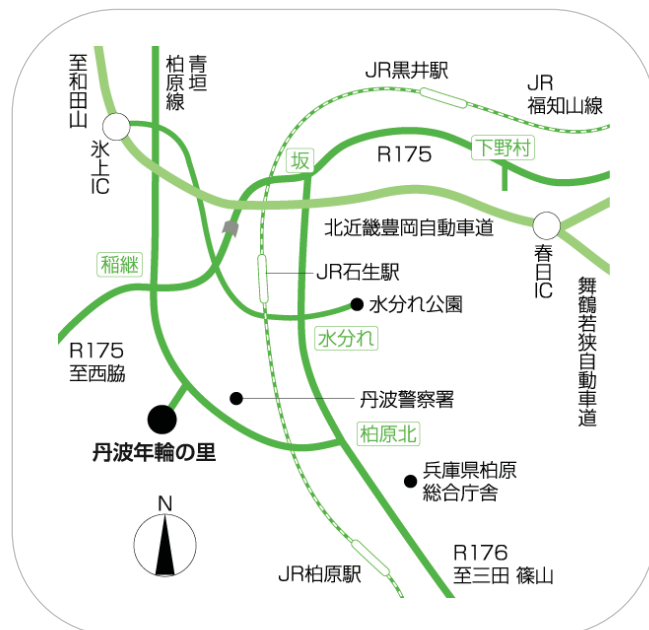 至和田山
青垣
柏原線
JR黒井駅
JR
福知山線
氷上IC
坂
R175
下野村
北近畿豊岡自動車道
春日IC
稲継
JR石生駅
水分れ公園
舞鶴若狭自動車道
水分れ
R175
至西脇
丹波警察署
丹波年輪の里
柏原北
兵庫県柏原
総合庁舎
N
R176
至三田 篠山
JR柏原駅